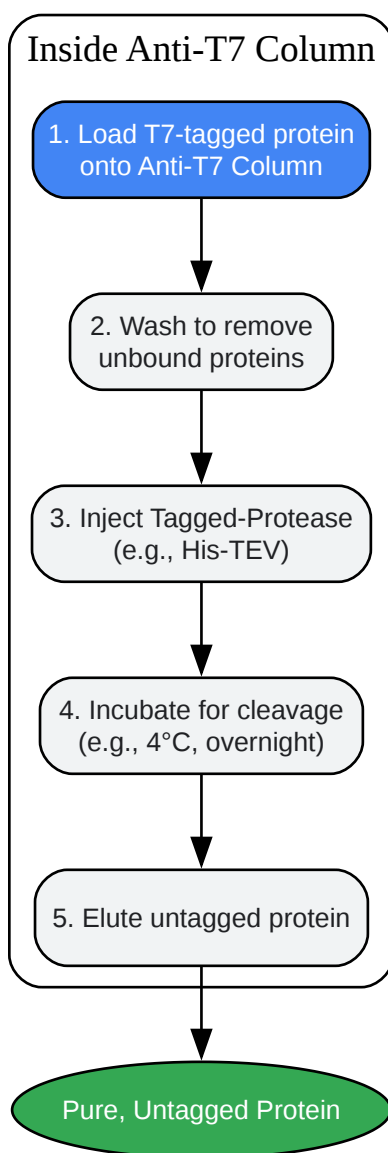 Inside Anti-T7 Column
1. Load T7-tagged protein
onto Anti-T7 Column
2. Wash to remove
unbound proteins
3. Inject Tagged-Protease
(e.g., His-TEV)
4. Incubate for cleavage
(e.g., 4°C, overnight)
5. Elute untagged protein
Pure, Untagged Protein